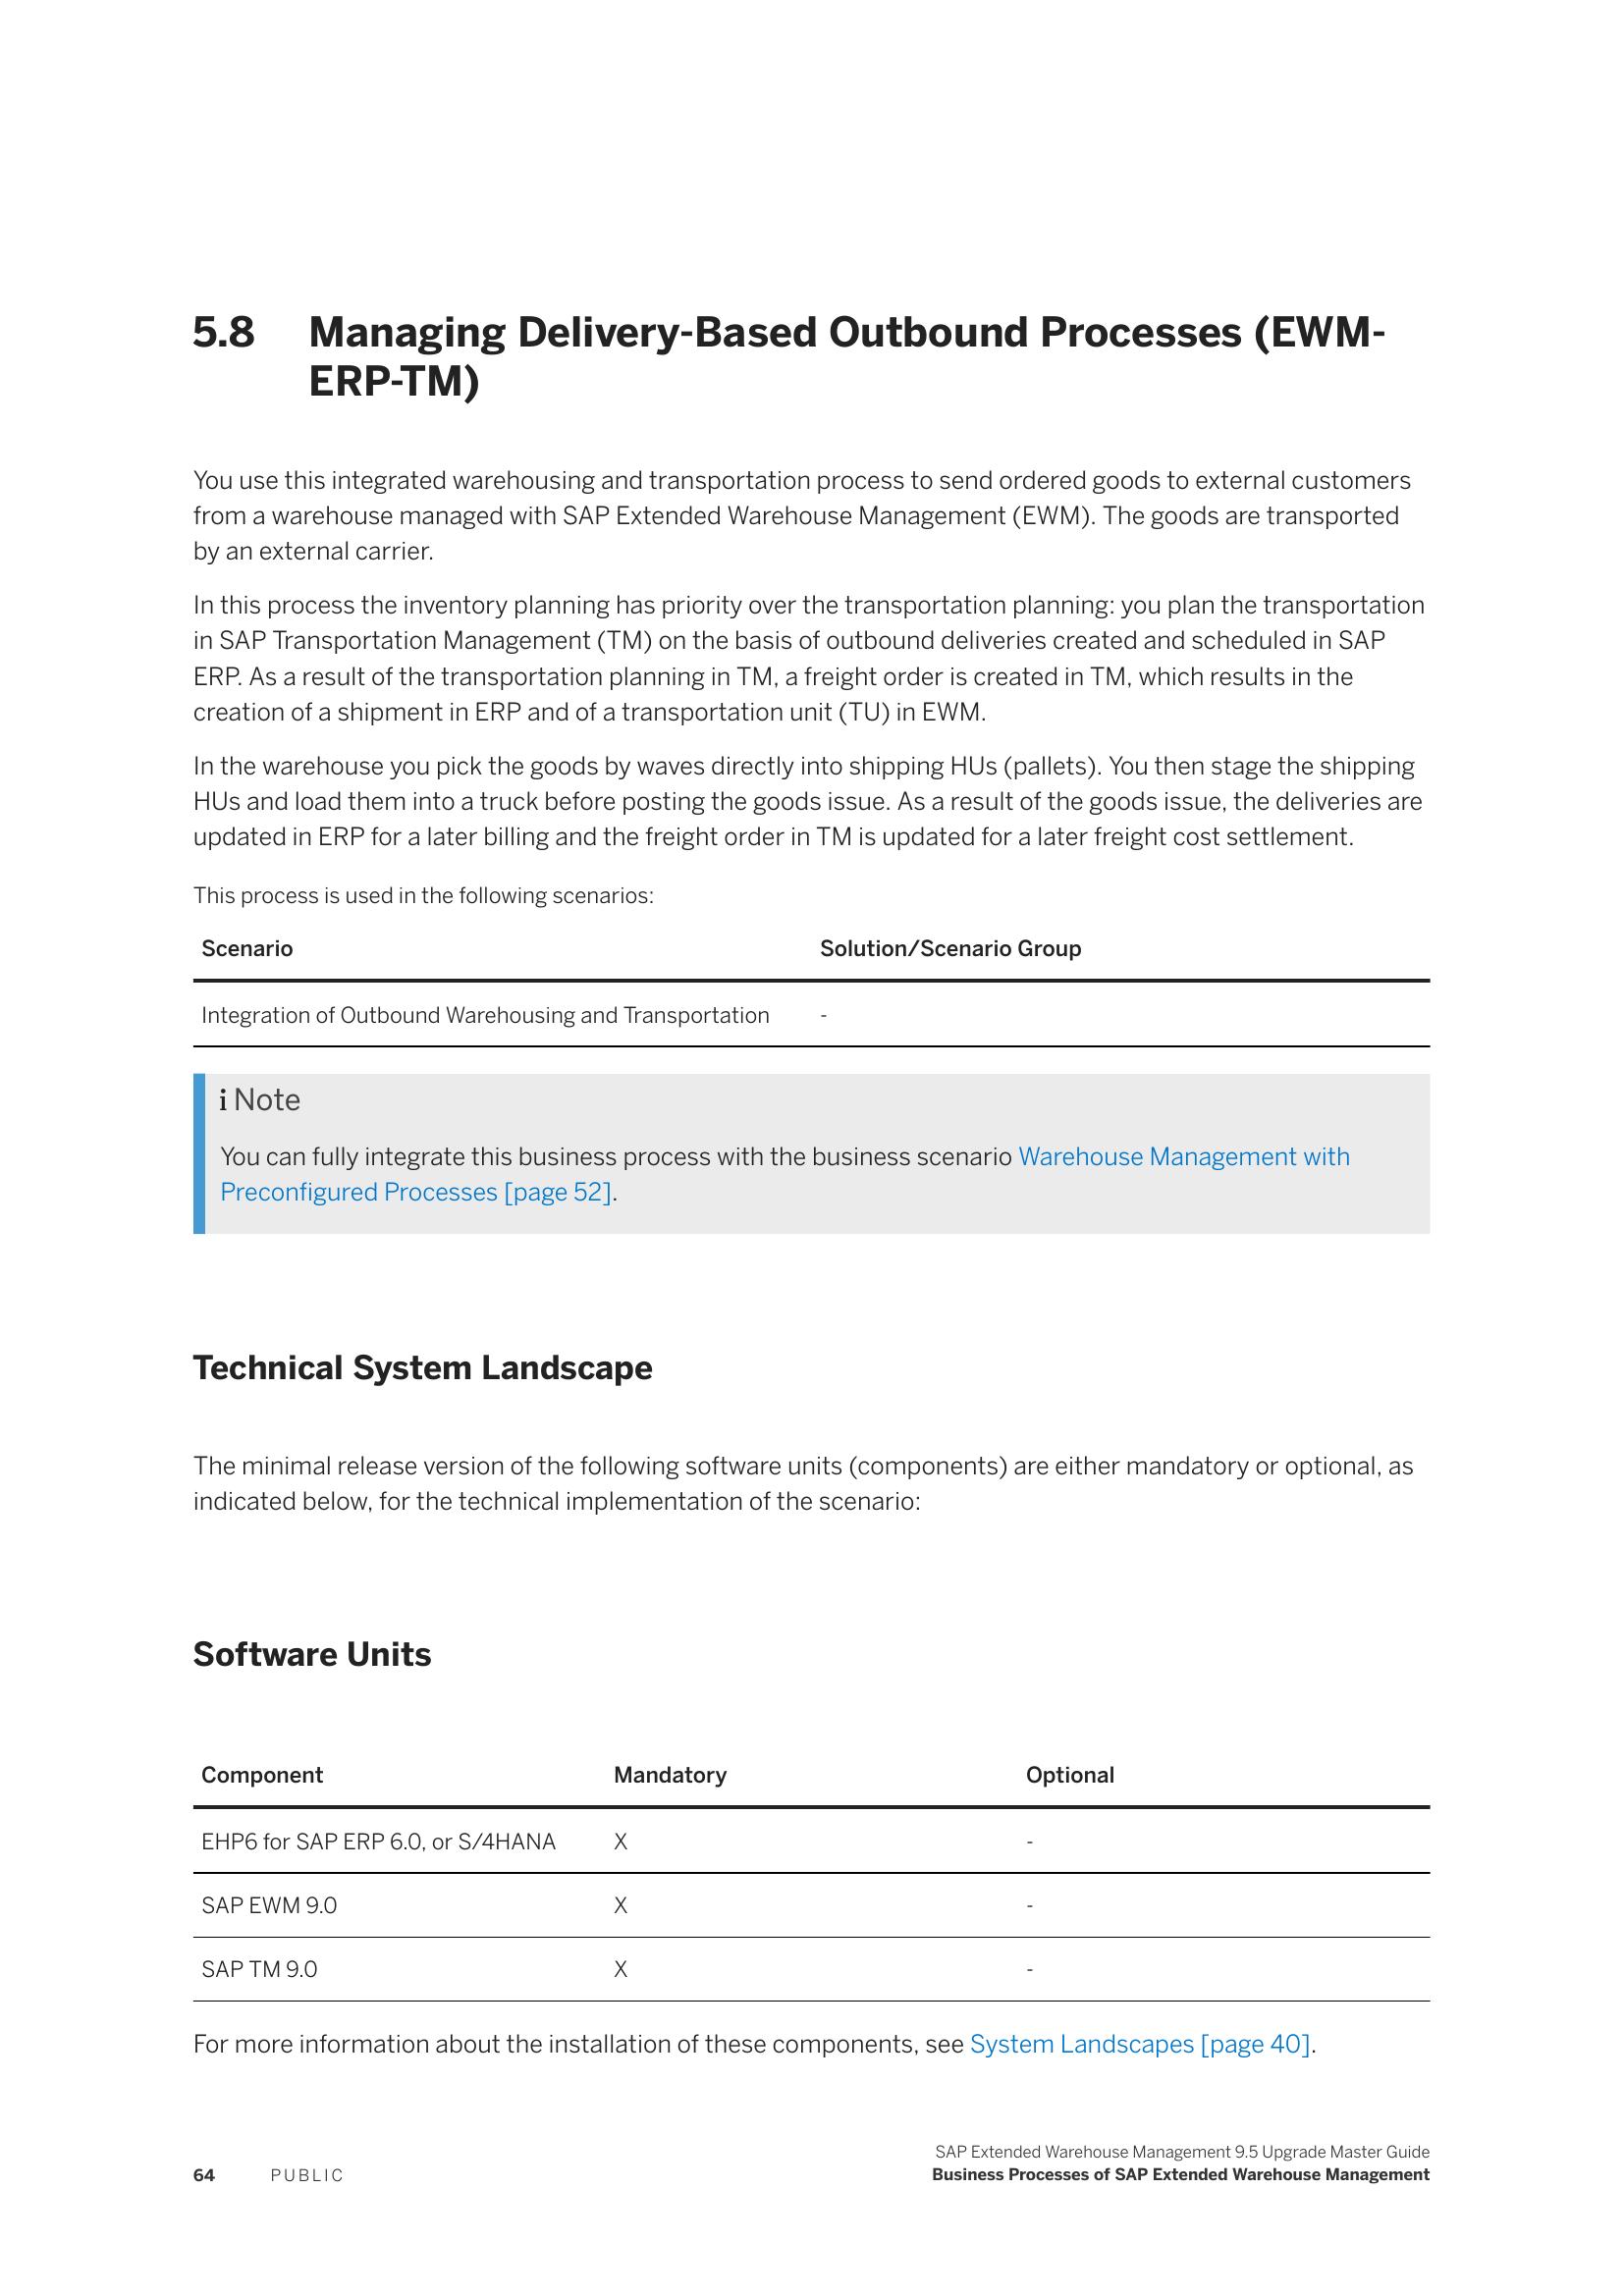 5.8 Managing Delivery-Based Outbound Processes (EWM-
ERP-TM)
You use this integrated warehousing and transportation process to send ordered goods to external customers
from a warehouse managed with SAP Extended Warehouse Management (EWM). The goods are transported
by an external carrier.
In this process the inventory planning has priority over the transportation planning: you plan the transportation
in SAP Transportation Management (TM) on the basis of outbound deliveries created and scheduled in SAP
ERP. As a result of the transportation planning in TM, a freight order is created in TM, which results in the
creation of a shipment in ERP and of a transportation unit (TU) in EWM.
In the warehouse you pick the goods by waves directly into shipping HUs (pallets). You then stage the shipping
HUs and load them into a truck before posting the goods issue. As a result of the goods issue, the deliveries are
updated in ERP for a later billing and the freight order in TM is updated for a later freight cost settlement.
This process is used in the following scenarios:
Scenario Solution/Scenario Group
Integration of Outbound Warehousing and Transportation -
i Note
You can fully integrate this business process with the business scenario Warehouse Management with
Preconfigured Processes [page 52].
Technical System Landscape
The minimal release version of the following software units (components) are either mandatory or optional, as
indicated below, for the technical implementation of the scenario:
Software Units
Component Mandatory Optional
EHP6 for SAP ERP 6.0, or S/4HANA X -
SAP EWM 9.0 X -
SAP TM 9.0 X -
For more information about the installation of these components, see System Landscapes [page 40].
SAP Extended Warehouse Management 9.5 Upgrade Master Guide
64 PUBLIC Business Processes of SAP Extended Warehouse Management